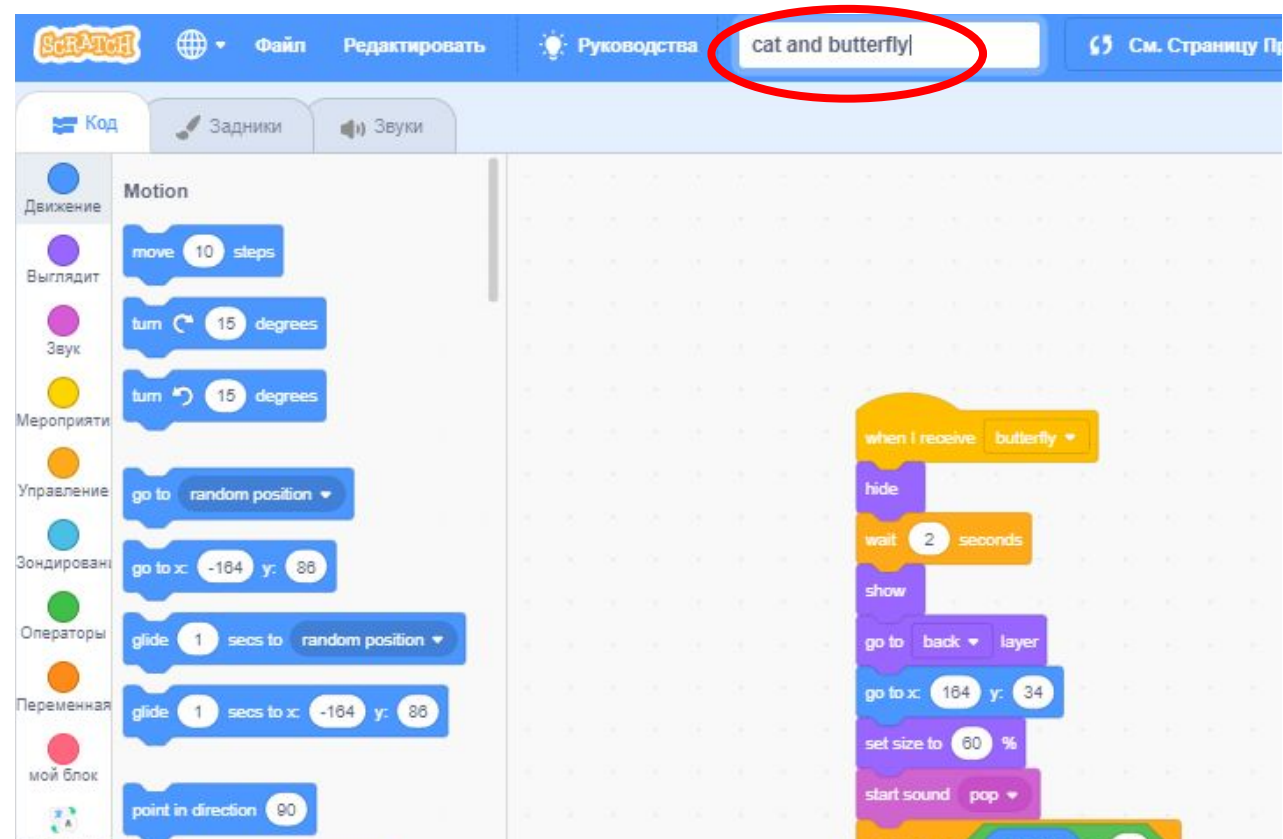 SCRATCH Файл Редактировать Руководства cat and butterfly См. Страницу
Код Задники Звуки
Движение
Выглядит
Звук
Мероприяти
Управление
Зондирован
Операторы
Переменная
мой блок
Motion
move 10 steps
turn 15 degrees
turn 15 degrees
go to random position
go to x: -164 y: 86
glide 1 secs to random position
glide 1 secs to x: -164 y: 86
point in direction 90
when I receive butterfly
hide
wait 2 seconds
show
go to back layer
go to x: 164 y: 34
set size to 60 %
start sound pop